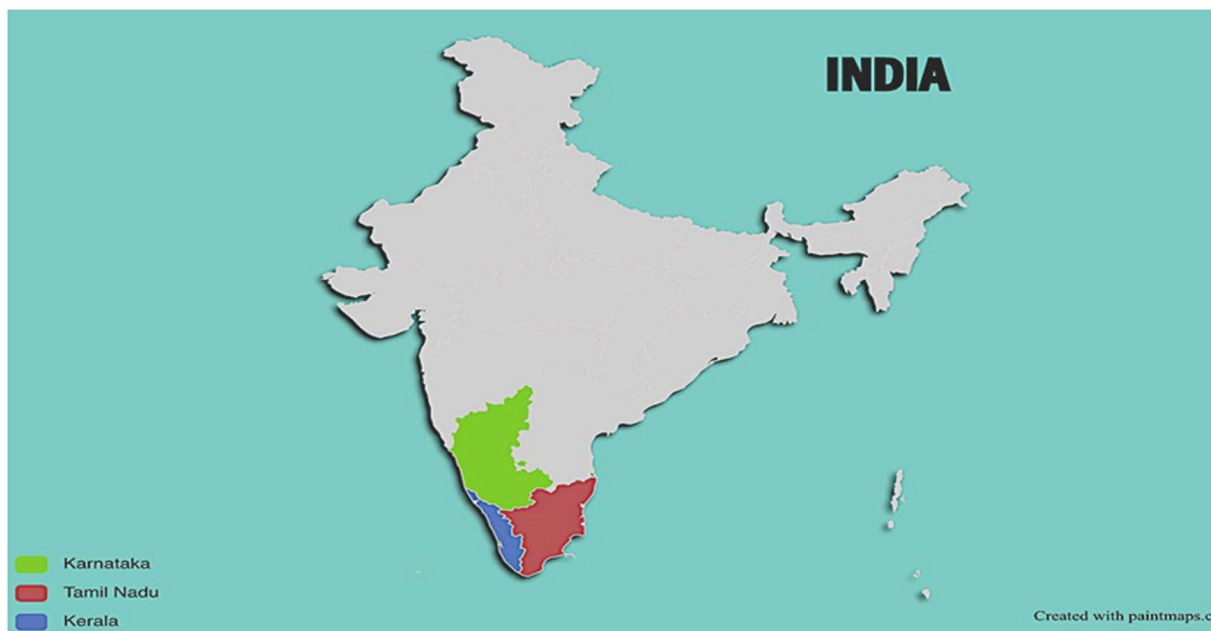 INDIA
Karnataka
Tamil Nadu
Kerala
Created with paintmaps.c